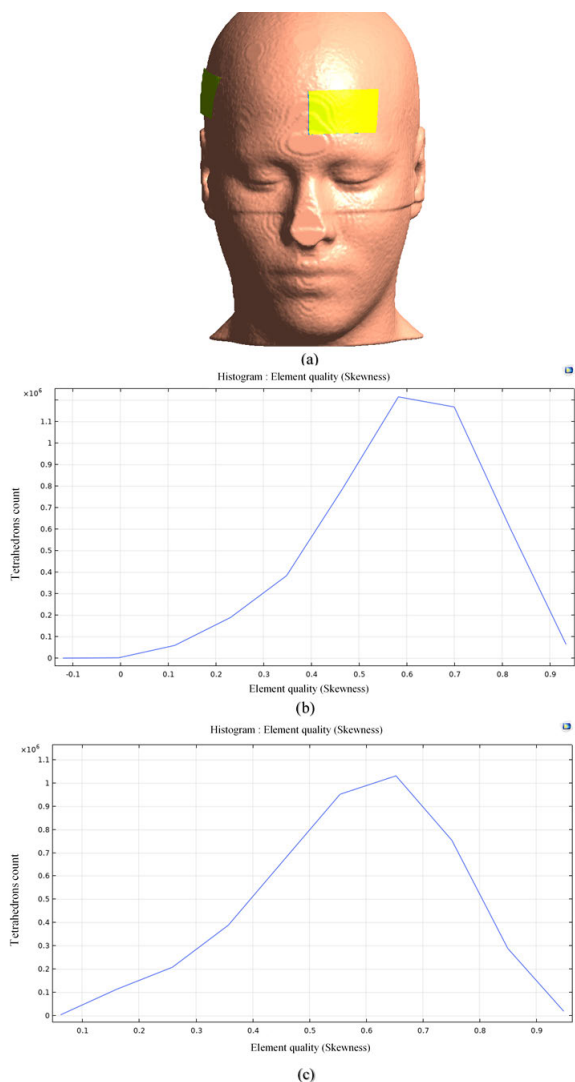 (a)
Histogram : Element quality (Skewness)
×10⁶
1.1
1
0.9
0.8
0.7
0.6
0.5
0.4
0.3
0.2
0.1
0
Tetrahedrons count
-0.1 0 0.1 0.2 0.3 0.4 0.5 0.6 0.7 0.8 0.9
Element quality (Skewness)
(b)
Histogram : Element quality (Skewness)
×10⁶
1.1
1
0.9
0.8
0.7
0.6
0.5
0.4
0.3
0.2
0.1
0
Tetrahedrons count
0.1 0.2 0.3 0.4 0.5 0.6 0.7 0.8 0.9
Element quality (Skewness)
(c)